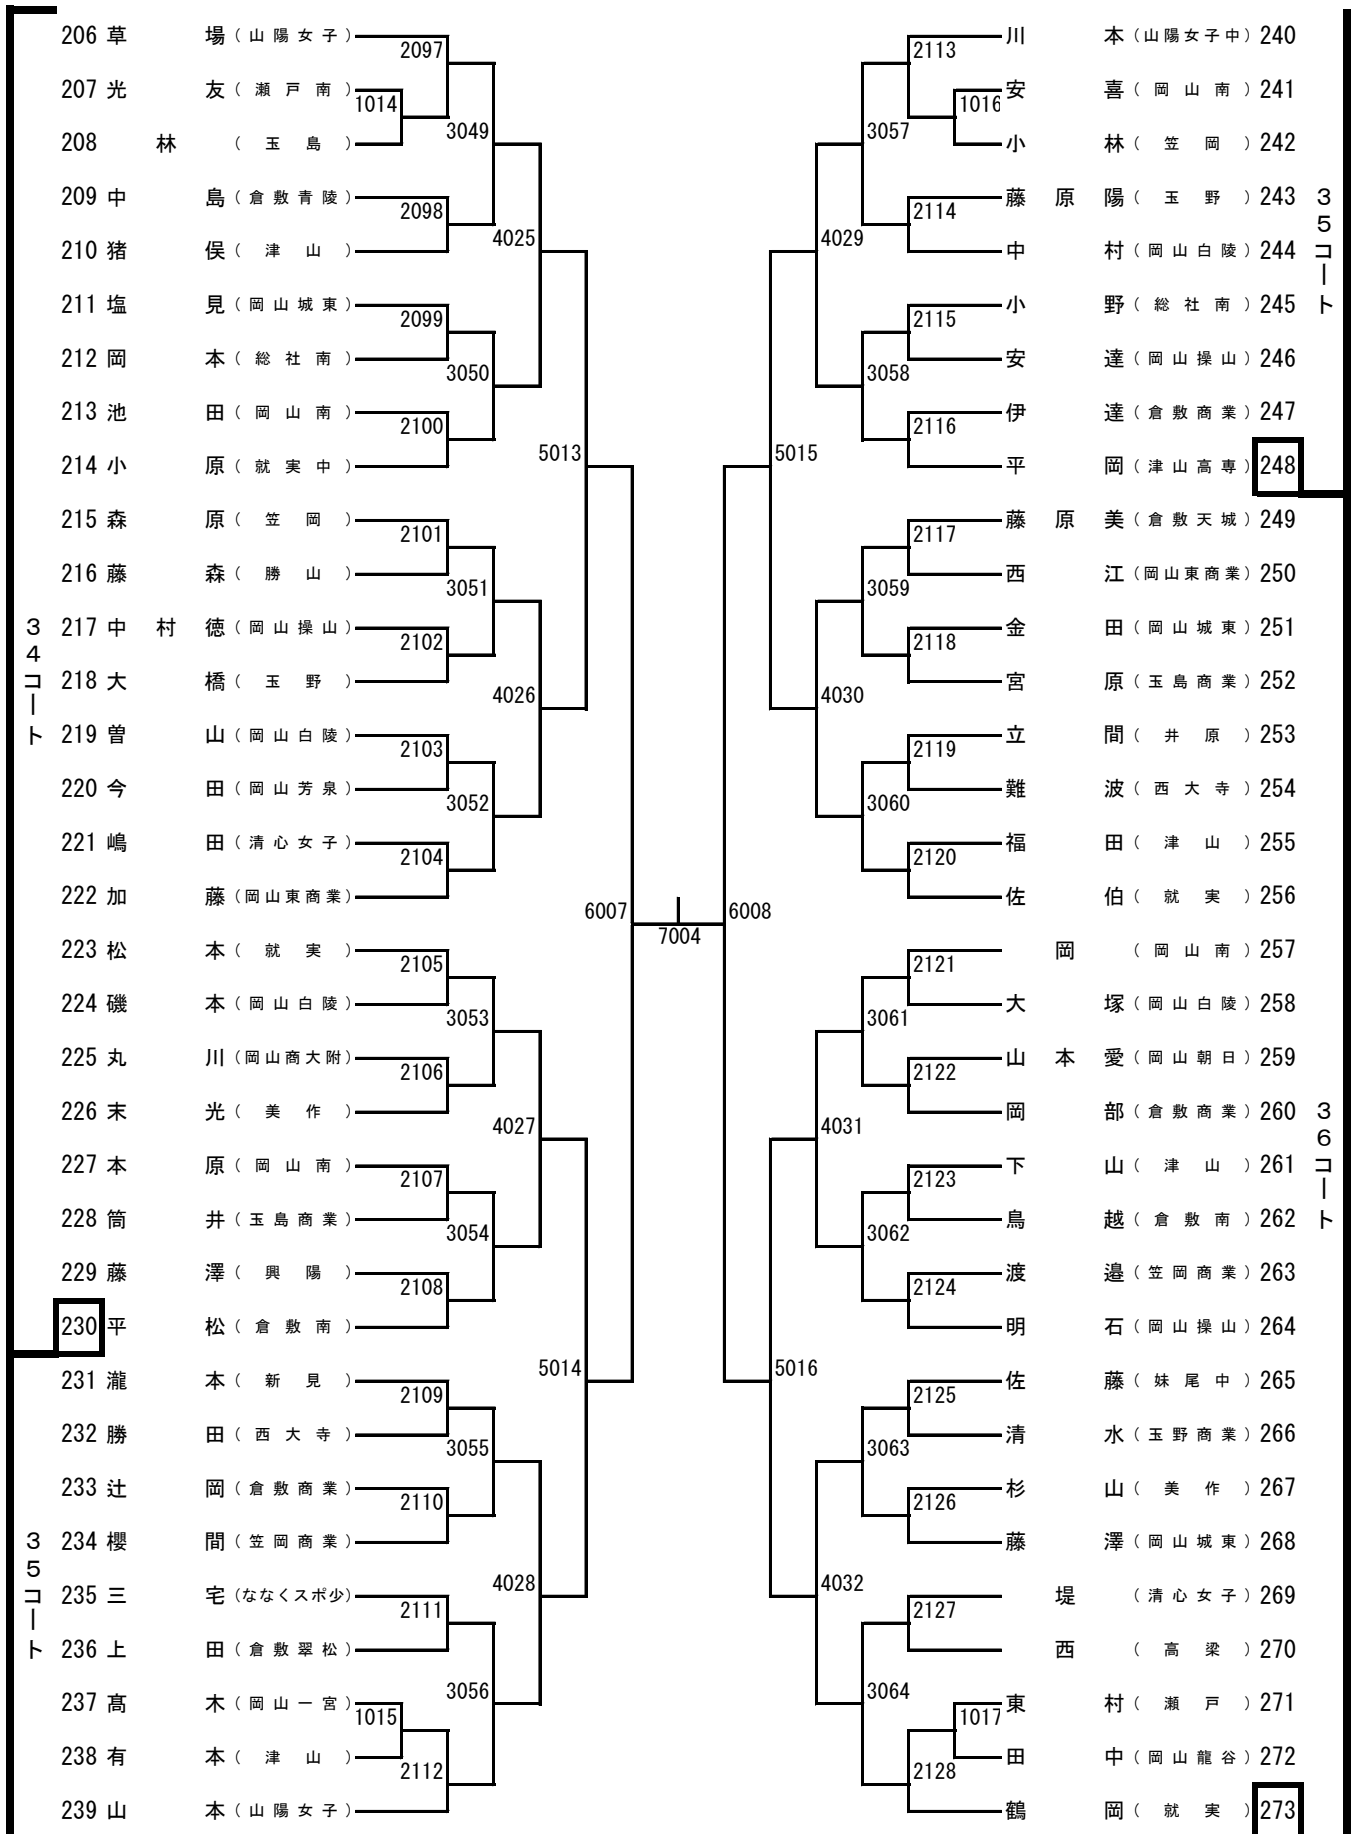 206 草場 (山陽女子)
2097
207 光友 (瀬戸南)
1014
208 林 (玉島)
3049
209 中島 (倉敷青陵)
2098
210 猪俣 (津山)
4025
211 塩見 (岡山城東)
2099
212 岡本 (総社南)
3050
213 池田 (岡山南)
2100
214 小原 (就実中)
5013
215 森原 (笠岡)
2101
216 藤森 (勝山)
3051
217 中村徳 (岡山操山)
2102
218 大橋 (玉野)
4026
34コート
219 曽山 (岡山白陵)
2103
220 今田 (岡山芳泉)
3052
221 嶋田 (清心女子)
2104
222 加藤 (岡山東商業)
6007
223 松本 (就実)
2105
224 磯本 (岡山白陵)
3053
225 丸川 (岡山商大附)
2106
226 末光 (美作)
4027
227 本原 (岡山南)
2107
228 筒井 (玉島商業)
3054
229 藤澤 (興陽)
2108
230 平松 (倉敷南)
5014
231 瀧本 (新見)
2109
232 勝田 (西大寺)
3055
233 辻岡 (倉敷商業)
2110
234 櫻間 (笠岡商業)
4028
35コート
235 三宅 (ななくスポ少)
2111
236 上田 (倉敷翠松)
3056
237 髙木 (岡山一宮)
1015
238 有本 (津山)
2112
239 山本 (山陽女子)
7004
川本 (山陽女子中) 240
2113
安喜 (岡山南) 241
1016
小林 (笠岡) 242
3057
藤原陽 (玉野) 243
2114
中村 (岡山白陵) 244
4029
35コート
小野 (総社南) 245
2115
安達 (岡山操山) 246
3058
伊達 (倉敷商業) 247
2116
平岡 (津山高専) 248
5015
藤原美 (倉敷天城) 249
2117
西江 (岡山東商業) 250
3059
金田 (岡山城東) 251
2118
宮原 (玉島商業) 252
4030
立間 (井原) 253
2119
難波 (西大寺) 254
3060
福田 (津山) 255
2120
佐伯 (就実) 256
6008
岡 (岡山南) 257
2121
大塚 (岡山白陵) 258
3061
山本愛 (岡山朝日) 259
2122
岡部 (倉敷商業) 260
4031
36コート
下山 (津山) 261
2123
鳥越 (倉敷南) 262
3062
渡邉 (笠岡商業) 263
2124
明石 (岡山操山) 264
5016
佐藤 (妹尾中) 265
2125
清水 (玉野商業) 266
3063
杉山 (美作) 267
2126
藤澤 (岡山城東) 268
4032
堤 (清心女子) 269
2127
西 (高梁) 270
3064
東村 (瀬戸) 271
1017
田中 (岡山龍谷) 272
2128
鶴岡 (就実) 273